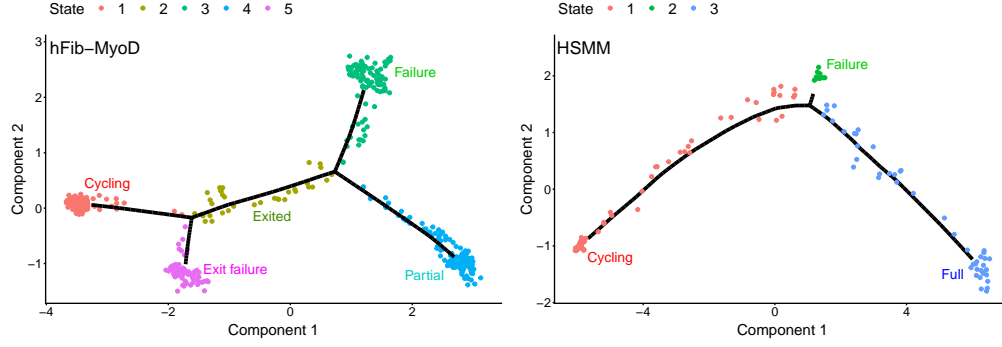 State 1 2 3 4 5
hFib−MyoD
Failure
Cycling
Exited
Exit failure
Partial
3
2
1
0
−1
Component 2
−4 −2 0 2
Component 1
State 1 2 3
HSMM
Failure
Cycling
Full
2
1
0
−1
−2
Component 2
−4 0 4
Component 1